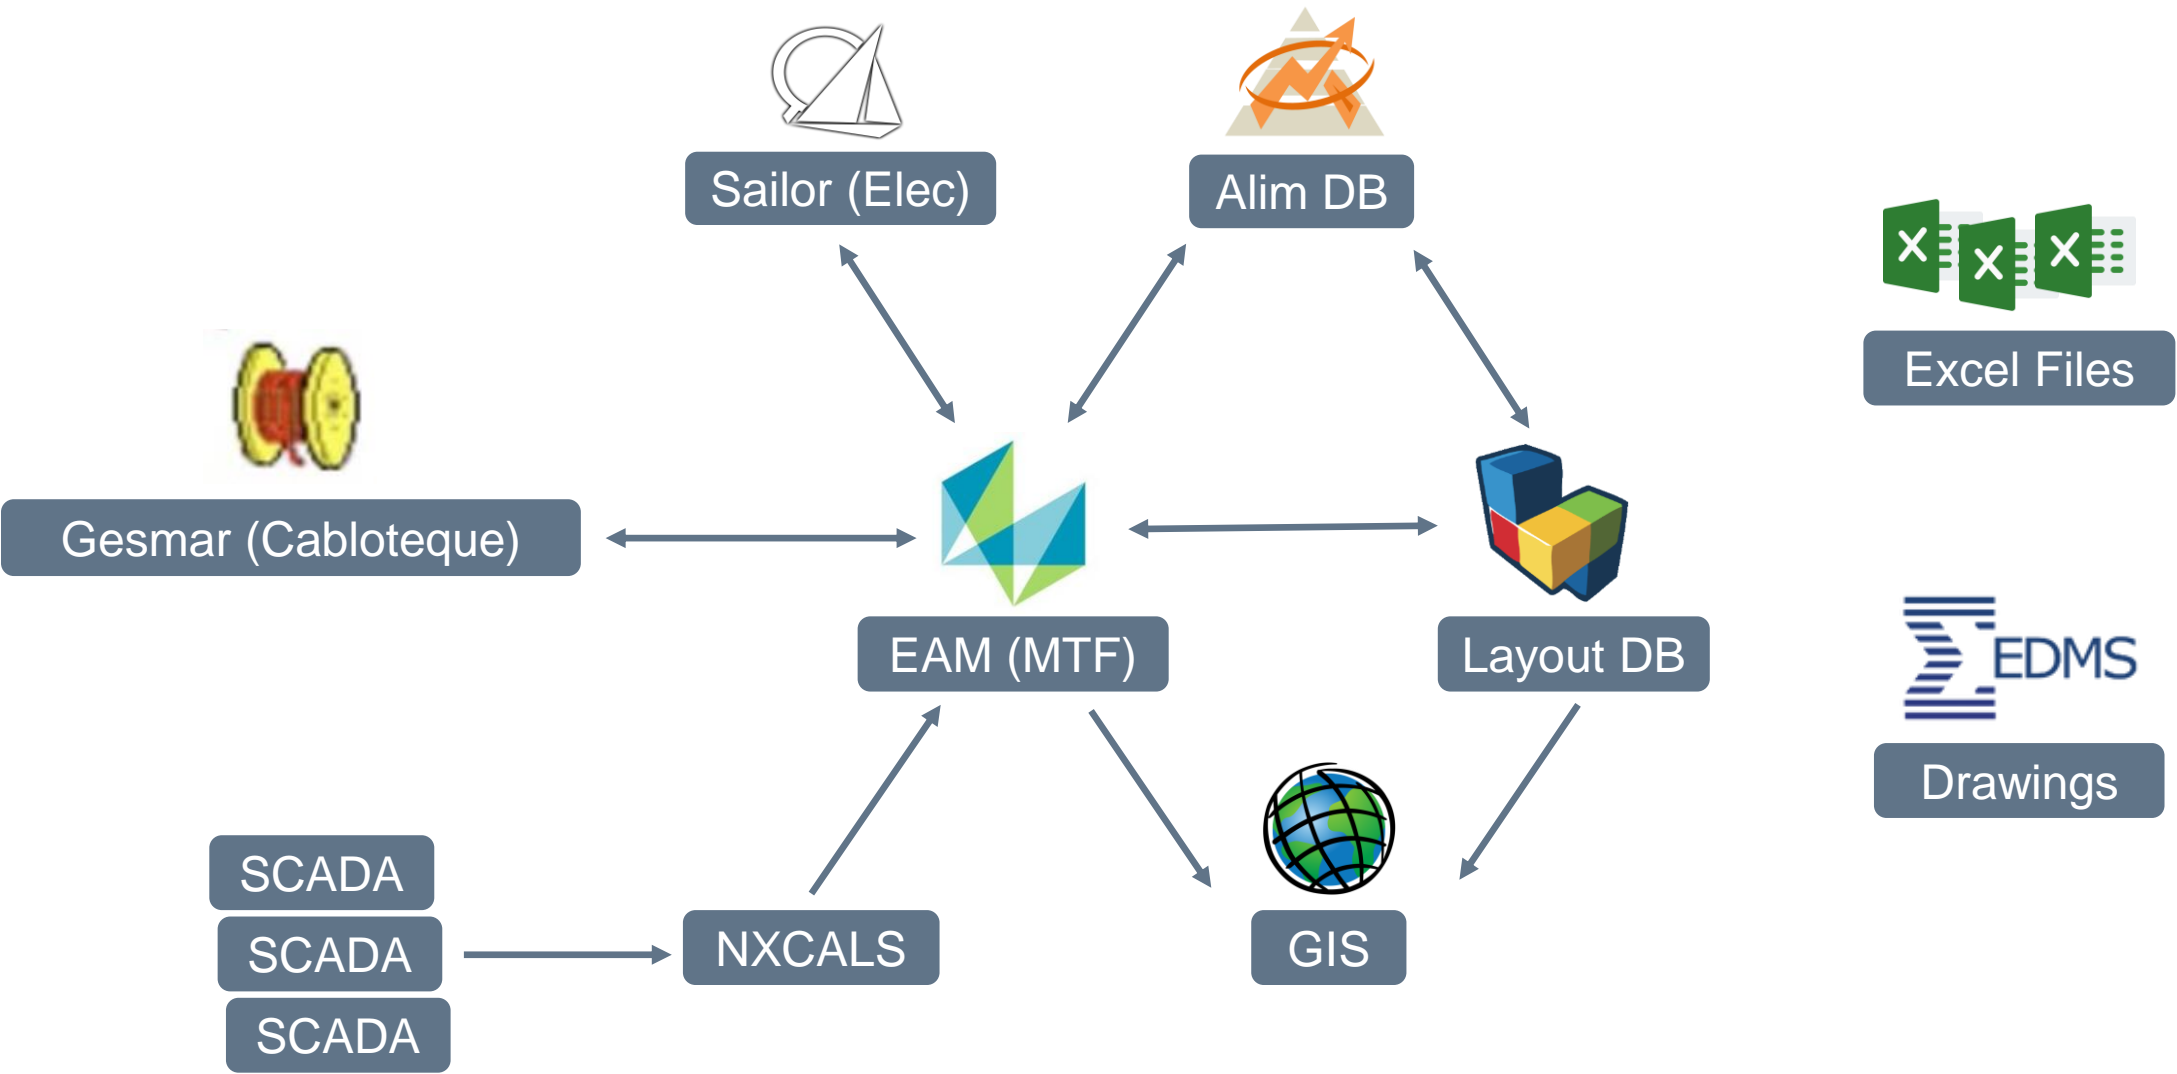 Sailor (Elec)
Alim DB
X X X
Excel Files
Gesmar (Cabloteque)
EAM (MTF)
Layout DB
EDMS
Drawings
SCADA
SCADA
SCADA
NXCALS
GIS